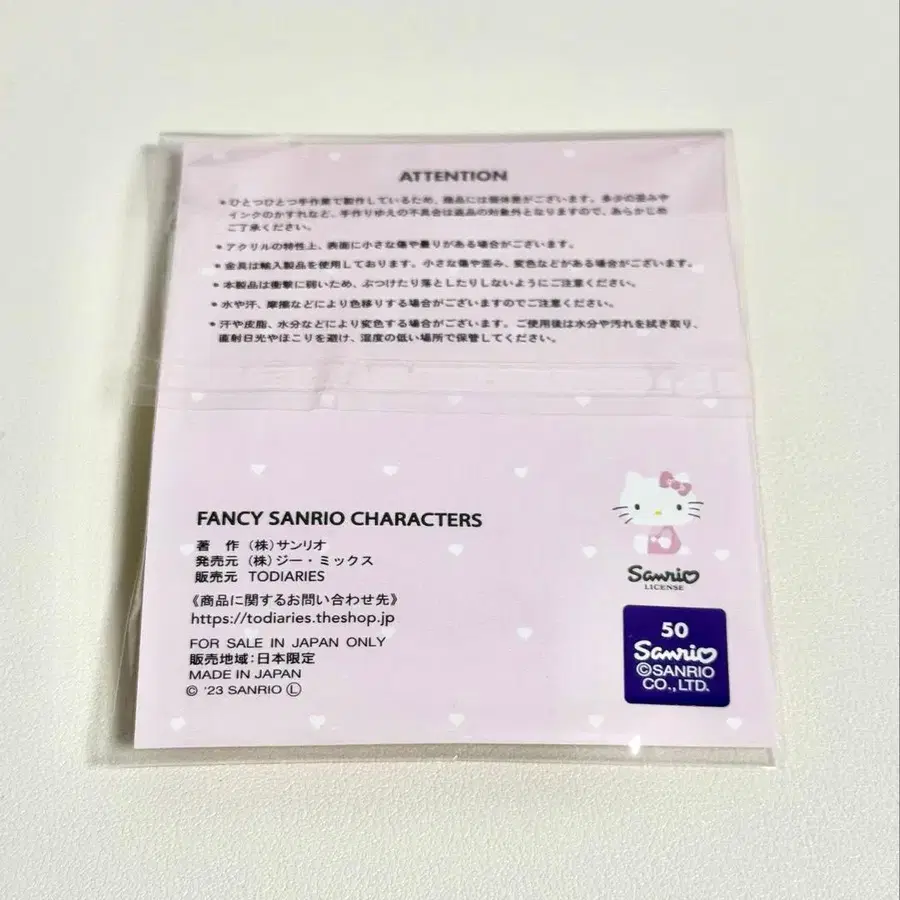 ATTENTION
* ひとつひとつ手作業で製作しているため、商品には個体差がございます。多少の歪みや
インクのかすれなど、手作りゆえの不具合は返品の対象外となりますので、あらかじめ
ご了承ください。
* アクリルの特性上、表面に小さな傷や曇りがある場合がございます。
* 金具は輸入製品を使用しております。小さな傷や歪み、変色などがある場合がございます。
* 本製品は衝撃に弱いため、ぶつけたり落としたりしないようにご注意ください。
* 水や汗、摩擦などにより色移りする場合がございますのでご注意ください。
* 汗や皮脂、水分などにより変色する場合がございます。ご使用後は水分や汚れを拭き取り、
直射日光やほこりを避け、湿度の低い場所で保管してください。
FANCY SANRIO CHARACTERS
著 作 (株)サンリオ
発売元 (株)ジー・ミックス
販売元 TODIARIES
《商品に関するお問い合わせ先》
https://todiaries.theshop.jp
FOR SALE IN JAPAN ONLY
販売地域:日本限定
MADE IN JAPAN
© '23 SANRIO Ⓛ
Sanrio
LICENSE
50
Sanrio
©SANRIO
CO.,LTD.